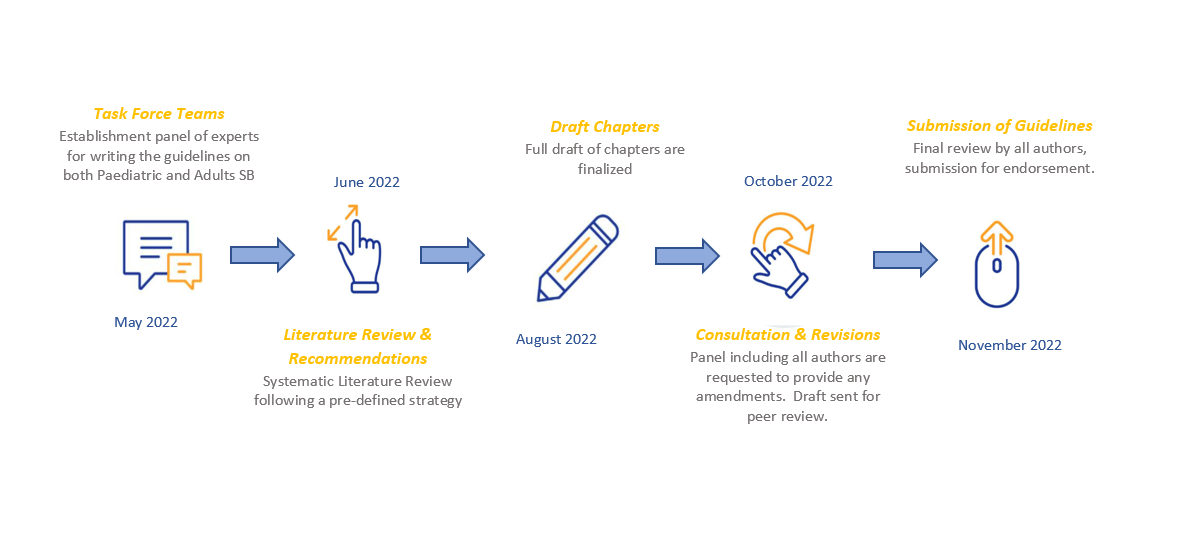 Task Force Teams
Establishment panel of experts
for writing the guidelines on
both Paediatric and Adults SB
May 2022
June 2022
Literature Review &
Recommendations
Systematic Literature Review
following a pre-defined strategy
Draft Chapters
Full draft of chapters are
finalized
August 2022
October 2022
Consultation & Revisions
Panel including all authors are
requested to provide any
amendments.  Draft sent for
peer review.
Submission of Guidelines
Final review by all authors,
submission for endorsement.
November 2022